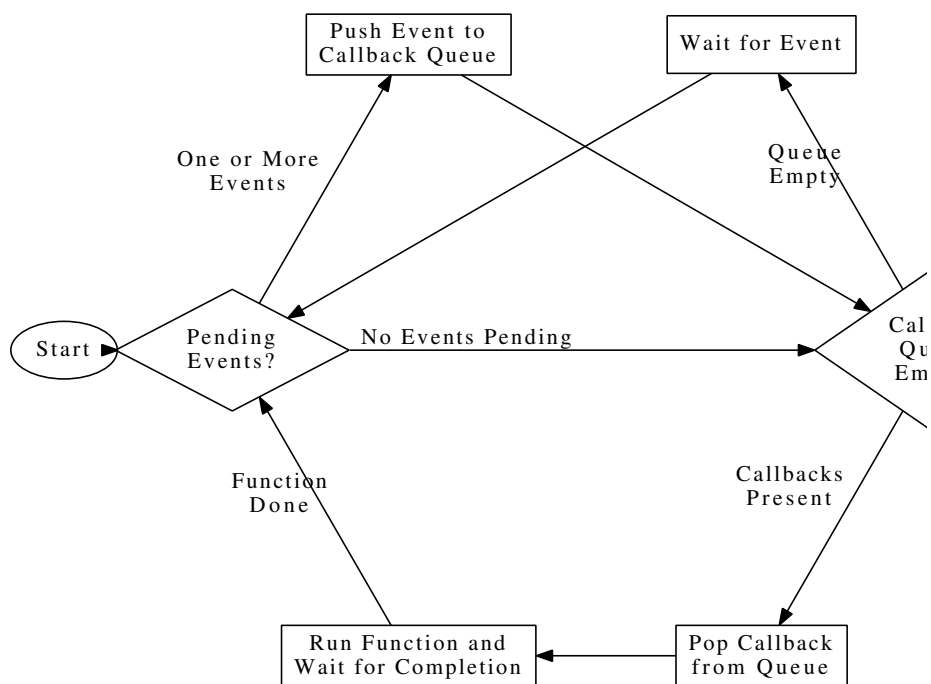 Push Event to
Callback Queue
Wait for Event
One or More
Events
Queue
Empty
Start
Pending
Events?
No Events Pending
Function
Done
Callbacks
Present
Run Function and
Wait for Completion
Pop Callback
from Queue